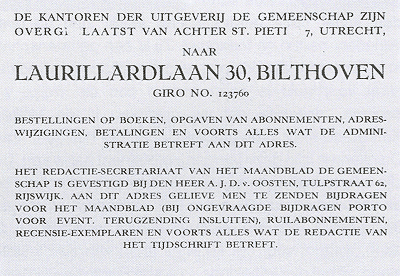 DE KANTOREN DER UITGEVERIJ DE GEMEENSCHAP ZIJN
LAATST VAN ACHTER ST. 7, UTRECHT,
NAAR
LAURILLARDLAAN 30, BILTHOVEN
GIRO NO. 123760
BESTELLINGEN OP BOEKEN, OPGAVEN VAN ABONNEMENTEN, ADRES-
WIJZIGINGEN, BETALINGEN EN VOORTS ALLES WAT DE ADMINI-
STRATIE BETREFT AAN DIT ADRES.
HET REDACTIE-SECRETARIAAT VAN HET MAANDBLAD DE GEMEEN-
SCHAP IS GEVESTIGD BIJ DEN HEER A. J. D. v. OOSTEN, TULPSTRAAT 62,
RIJSWIJK. AAN DIT ADRES GELIEVE MEN TE ZENDEN BIJDRAGEN
VOOR HET MAANDBLAD (BIJ ONGEVRAAGDE BIJDRAGEN PORTO
VOOR EVENT. TERUGZENDING INSLUITEN), RUILABONNEMENTEN,
RECENSIE-EXEMPLAREN EN VOORTS ALLES WAT DE REDACTIE VAN
HET TIJDSCHRIFT BETREFT.